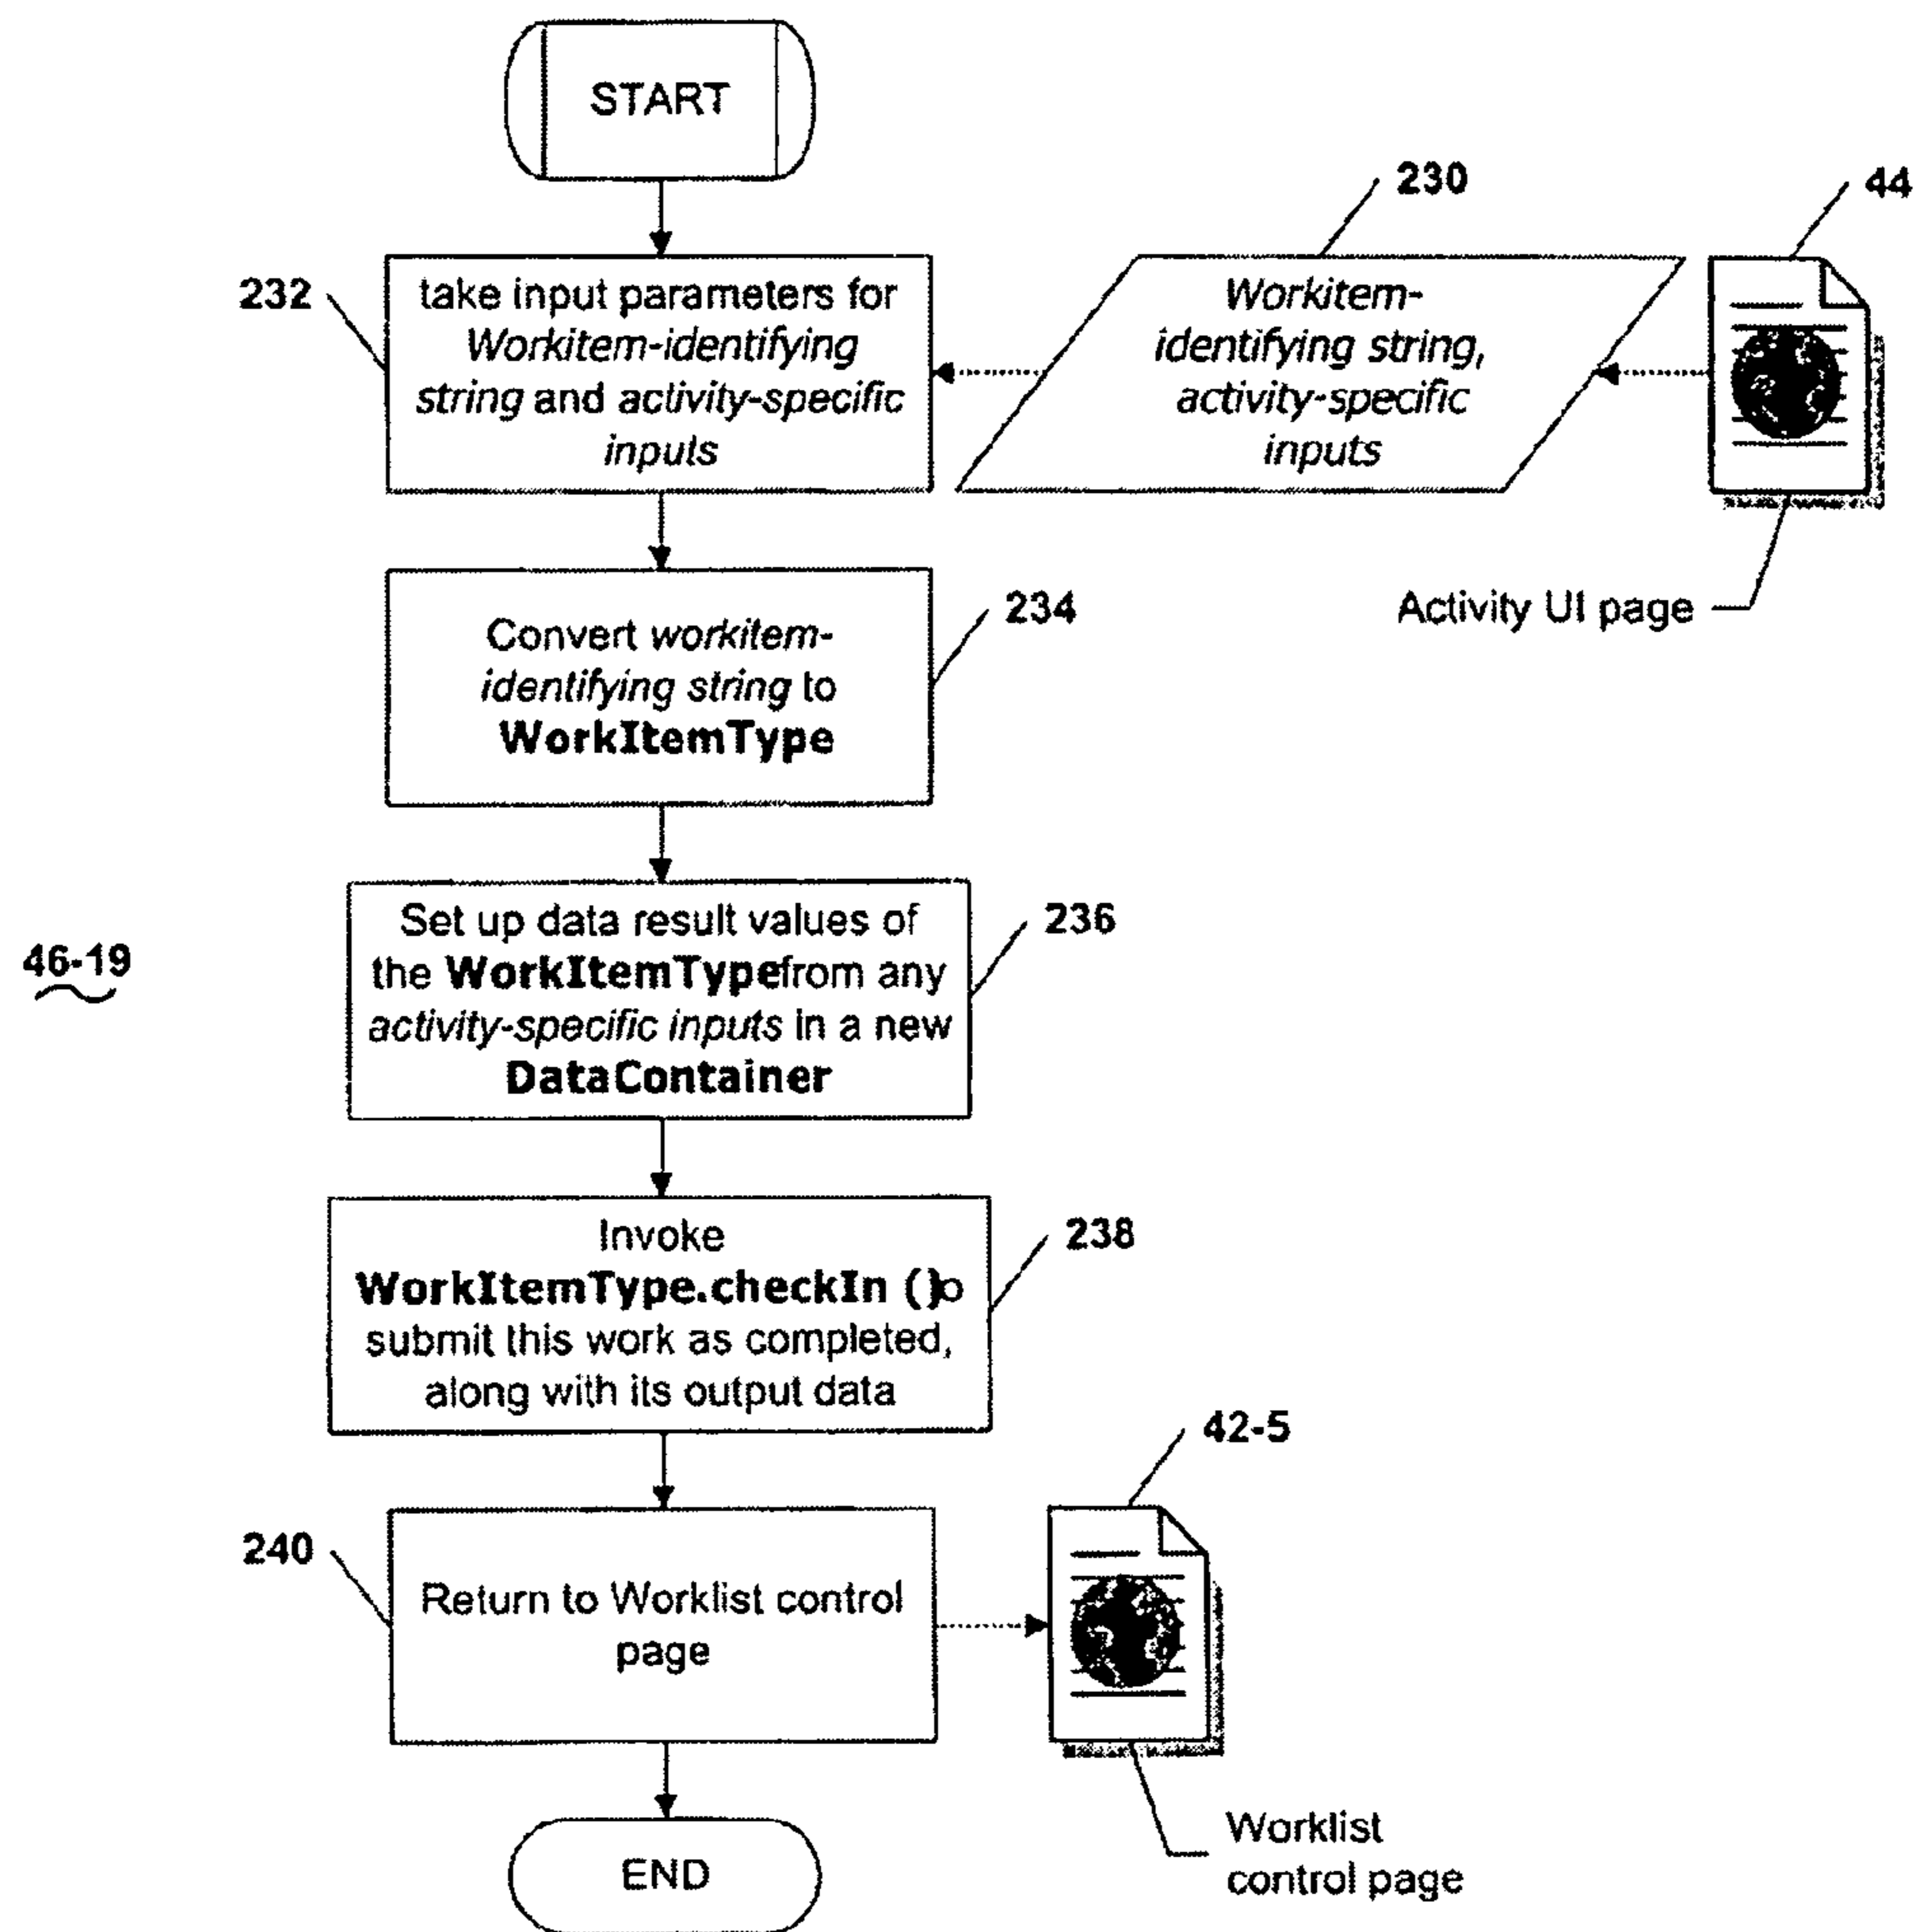 START
230
44
232
take input parameters for
Workitem-identifying
string and activity-specific
inputs
Workitem-
identifying string,
activity-specific
inputs
Activity UI page
234
Convert workitem-
identifying string to
WorkItemType
46-19
236
Set up data result values of
the WorkItemTypefrom any
activity-specific inputs in a new
DataContainer
238
Invoke
WorkItemType.checkIn ()o
submit this work as completed,
along with its output data
42-5
240
Return to Worklist control
page
Worklist
control page
END